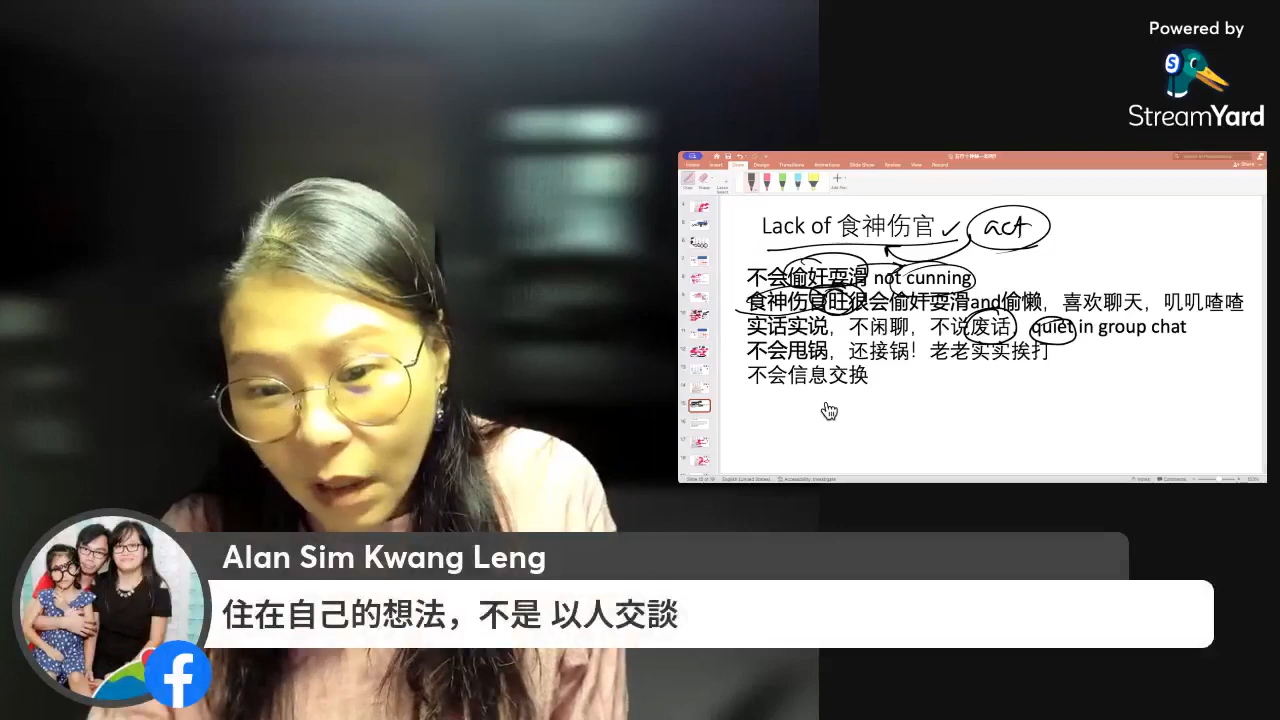 Powered by
StreamYard
Lack of 食神伤官 act
不会偷奸耍滑 not cunning
食神伤官旺很会偷奸耍滑and偷懒，喜欢聊天，叽叽喳喳
实话实说，不闲聊，不说废话， quiet in group chat
不会甩锅，还接锅！老老实实挨打
不会信息交换
Alan Sim Kwang Leng
住在自己的想法，不是 以人交談